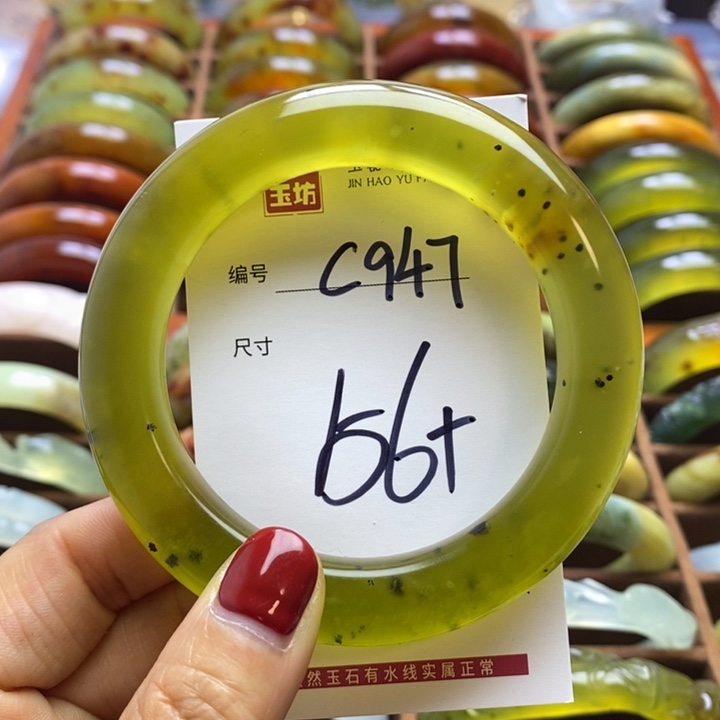 玉坊
JIN HAO YU
编号 C947
尺寸
56+
然玉石有水线实属正常